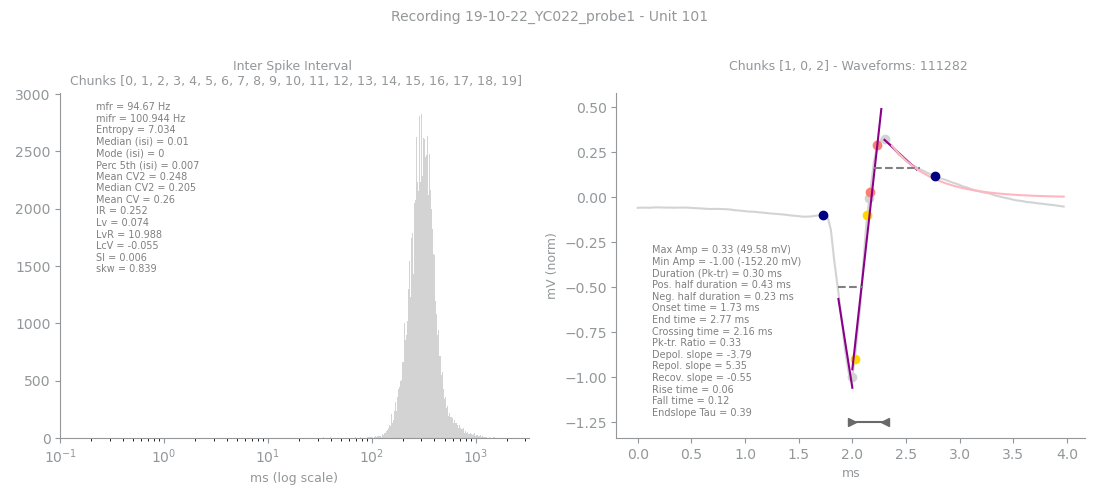 Recording 19-10-22_YC022_probe1 - Unit 101
Inter Spike Interval
Chunks [0, 1, 2, 3, 4, 5, 6, 7, 8, 9, 10, 11, 12, 13, 14, 15, 16, 17, 18, 19]
3000
2500
2000
1500
1000
500
0
mfr = 94.67 Hz
mifr = 100.944 Hz
Entropy = 7.034
Median (isi) = 0.01
Mode (isi) = 0
Perc 5th (isi) = 0.007
Mean CV2 = 0.248
Median CV2 = 0.205
Mean CV = 0.26
IR = 0.252
Lv = 0.074
LvR = 10.988
LcV = -0.055
SI = 0.006
skw = 0.839
10⁻¹ 10⁰ 10¹ 10² 10³
ms (log scale)
Chunks [1, 0, 2] - Waveforms: 111282
mV (norm)
0.50
0.25
0.00
−0.25
−0.50
−0.75
−1.00
−1.25
Max Amp = 0.33 (49.58 mV)
Min Amp = -1.00 (-152.20 mV)
Duration (Pk-tr) = 0.30 ms
Pos. half duration = 0.43 ms
Neg. half duration = 0.23 ms
Onset time = 1.73 ms
End time = 2.77 ms
Crossing time = 2.16 ms
Pk-tr. Ratio = 0.33
Depol. slope = -3.79
Repol. slope = 5.35
Recov. slope = -0.55
Rise time = 0.06
Fall time = 0.12
Endslope Tau = 0.39
0.0 0.5 1.0 1.5 2.0 2.5 3.0 3.5 4.0
ms